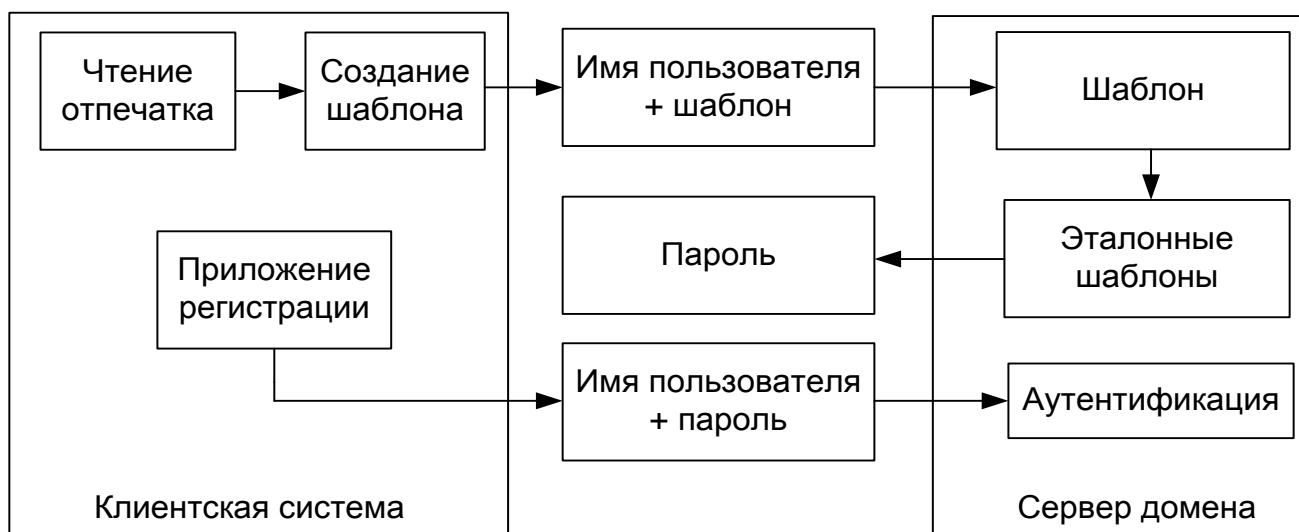 Чтение
отпечатка
Создание
шаблона
Имя пользователя
+ шаблон
Шаблон
Пароль
Эталонные
шаблоны
Приложение
регистрации
Имя пользователя
+ пароль
Аутентификация
Клиентская система
Сервер домена